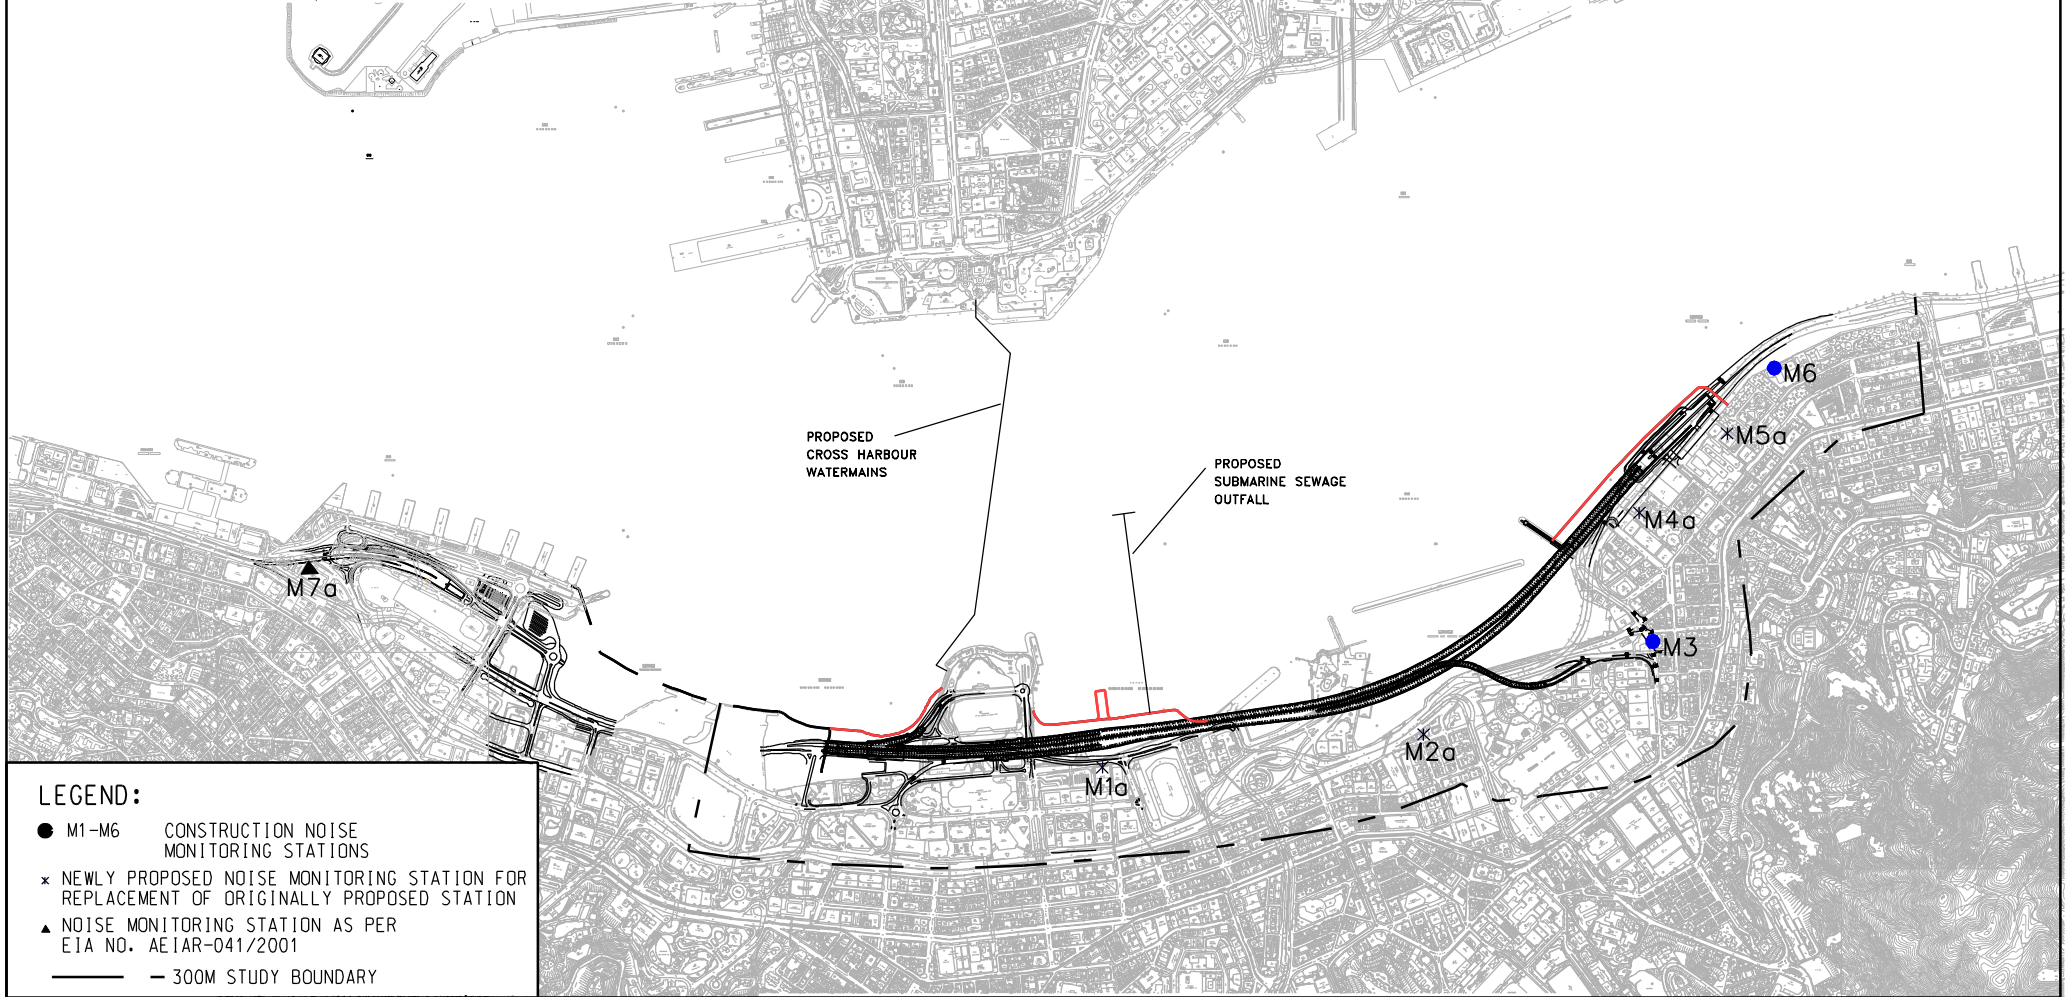 PROPOSED
CROSS HARBOUR
WATERMAINS
PROPOSED
SUBMARINE SEWAGE
OUTFALL
M6
M5a
M4a
M3
M2a
M1a
M7a
LEGEND:
M1-M6 CONSTRUCTION NOISE
MONITORING STATIONS
NEWLY PROPOSED NOISE MONITORING STATION FOR
REPLACEMENT OF ORIGINALLY PROPOSED STATION
NOISE MONITORING STATION AS PER
EIA NO. AEIAR-041/2001
300M STUDY BOUNDARY